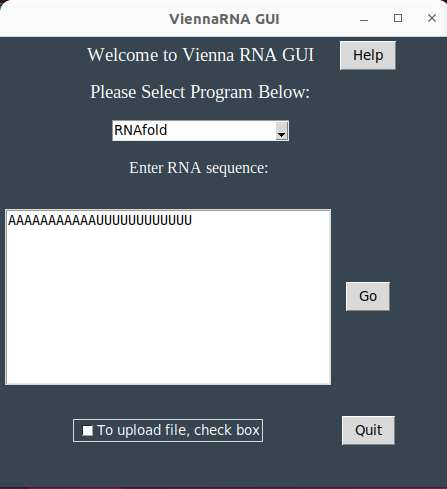 ViennaRNA GUI
Welcome to Vienna RNA GUI
Help
Please Select Program Below:
RNAfold
Enter RNA sequence:
AAAAAAAAAAAUUUUUUUUUUUU
Go
To upload file, check box
Quit